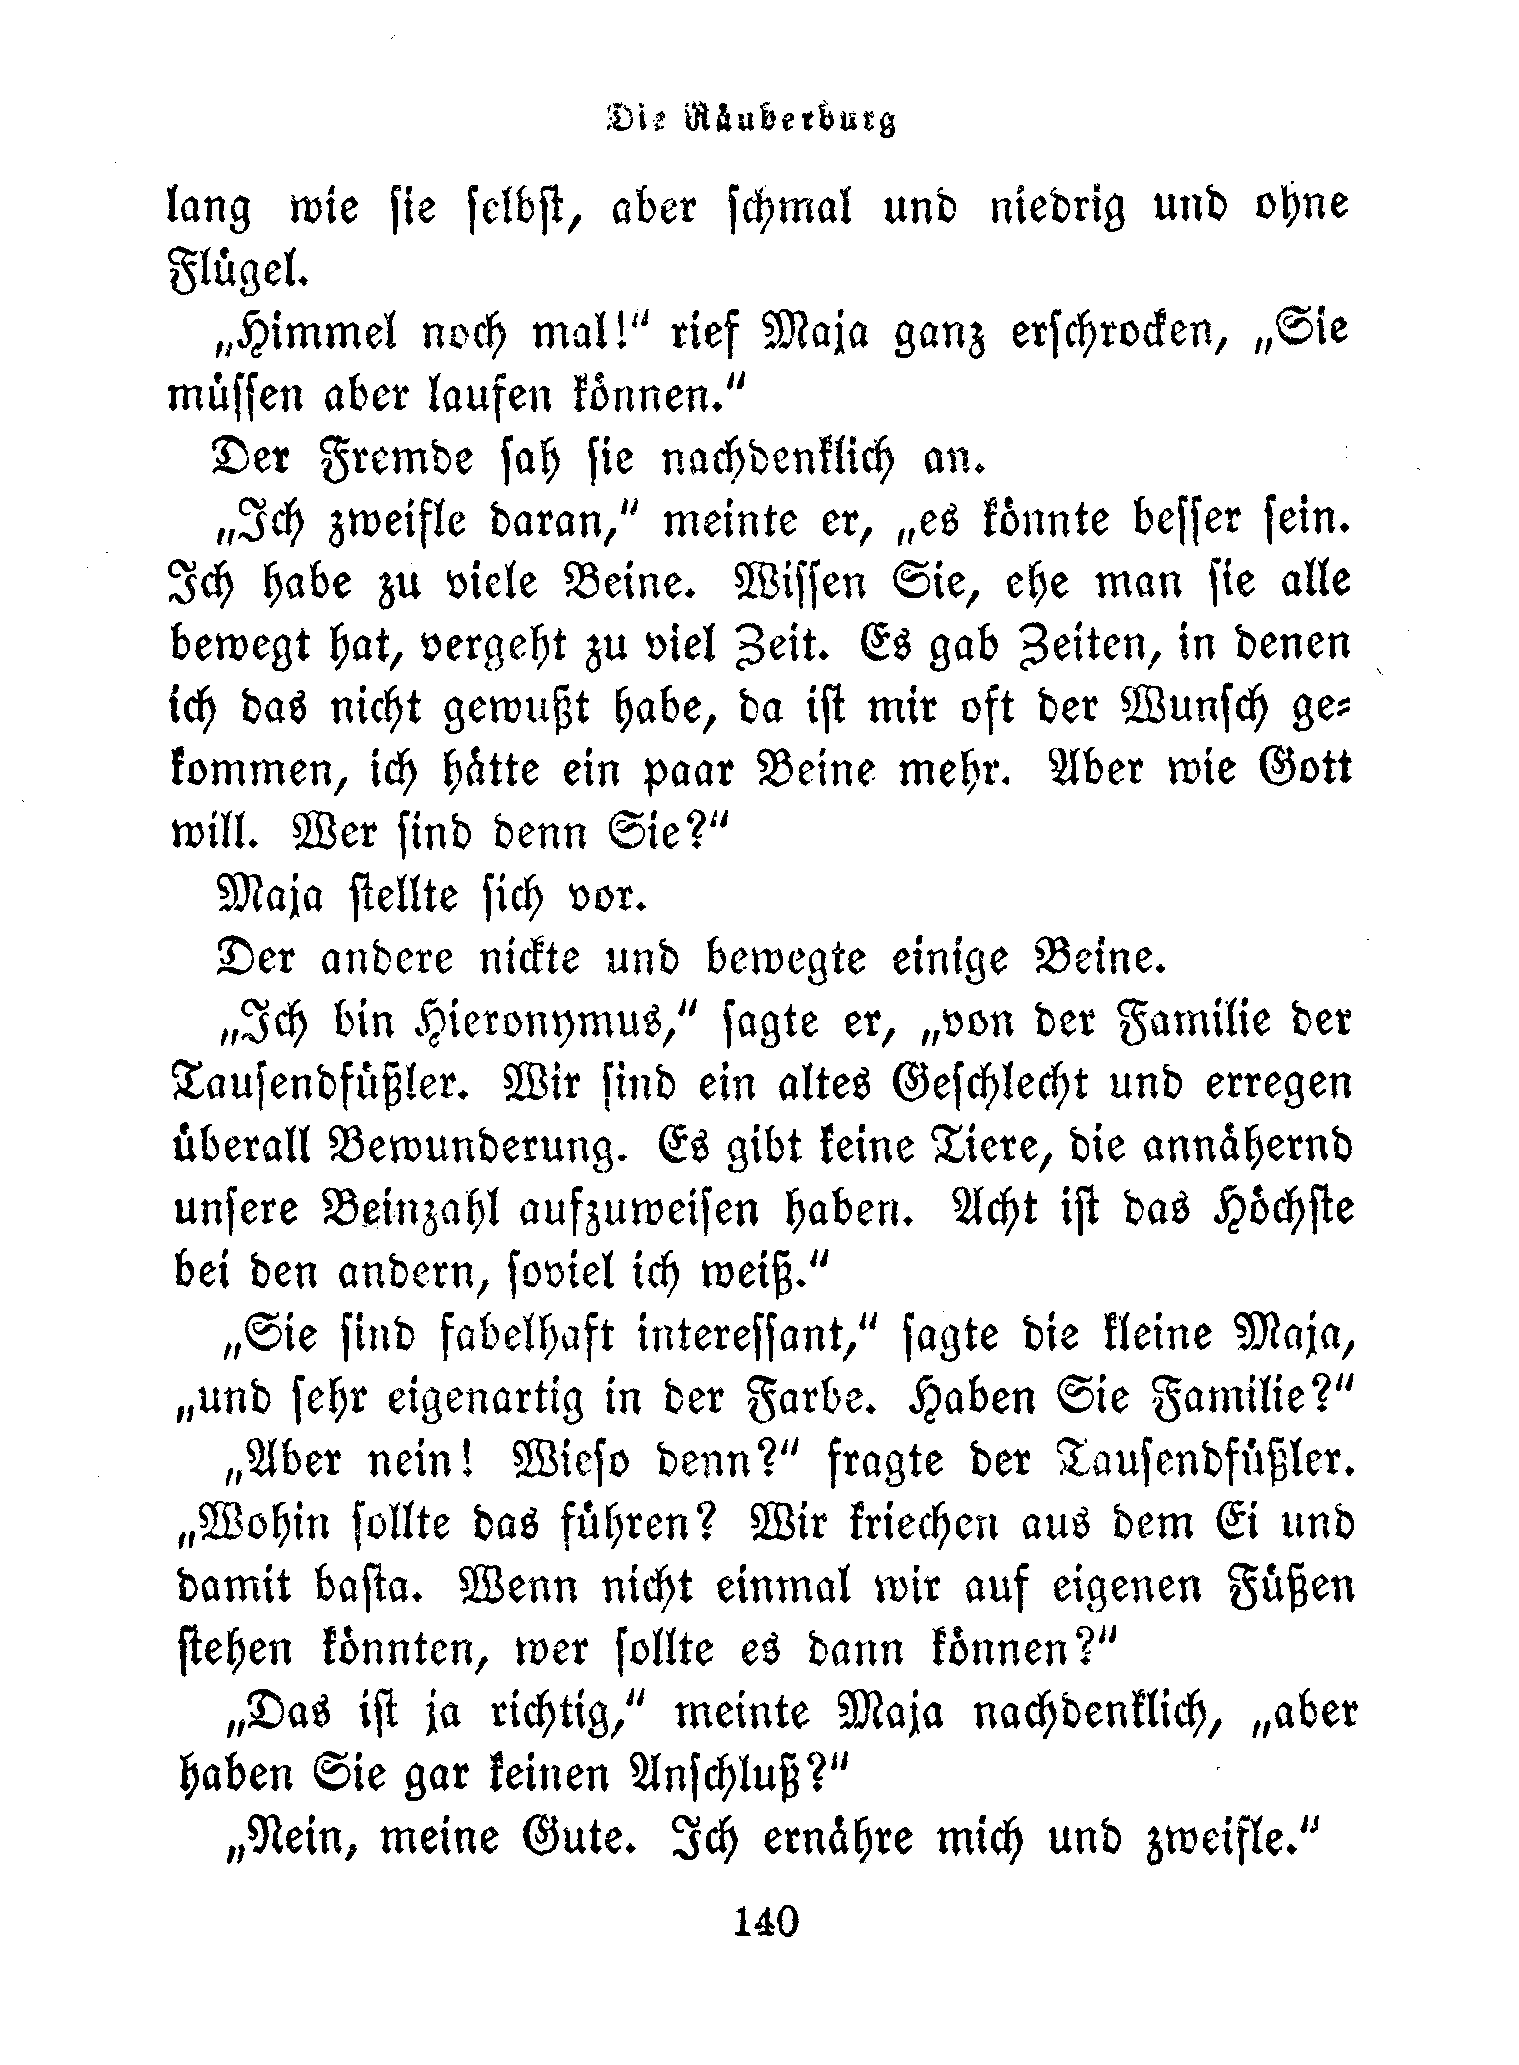 Die Räuberburg
lang wie sie selbst, aber schmal und niedrig und ohne
Flügel.
„Himmel noch mal!“ rief Maja ganz erschrocken, „Sie
müssen aber laufen können.“
Der Fremde sah sie nachdenklich an.
„Ich zweifle daran,“ meinte er, „es könnte besser sein.
Ich habe zu viele Beine. Wissen Sie, ehe man sie alle
bewegt hat, vergeht zu viel Zeit. Es gab Zeiten, in denen
ich das nicht gewußt habe, da ist mir oft der Wunsch ge-
kommen, ich hätte ein paar Beine mehr. Aber wie Gott
will. Wer sind denn Sie?“
Maja stellte sich vor.
Der andere nickte und bewegte einige Beine.
„Ich bin Hieronymus,“ sagte er, „von der Familie der
Tausendfüßler. Wir sind ein altes Geschlecht und erregen
überall Bewunderung. Es gibt keine Tiere, die annähernd
unsere Beinzahl aufzuweisen haben. Acht ist das Höchste
bei den andern, soviel ich weiß.“
„Sie sind fabelhaft interessant,“ sagte die kleine Maja,
„und sehr eigenartig in der Farbe. Haben Sie Familie?“
„Aber nein! Wieso denn?“ fragte der Tausendfüßler.
„Wohin sollte das führen? Wir kriechen aus dem Ei und
damit basta. Wenn nicht einmal wir auf eigenen Füßen
stehen könnten, wer sollte es dann können?“
„Das ist ja richtig,“ meinte Maja nachdenklich, „aber
haben Sie gar keinen Anschluß?“
„Nein, meine Gute. Ich ernähre mich und zweifle.“
140